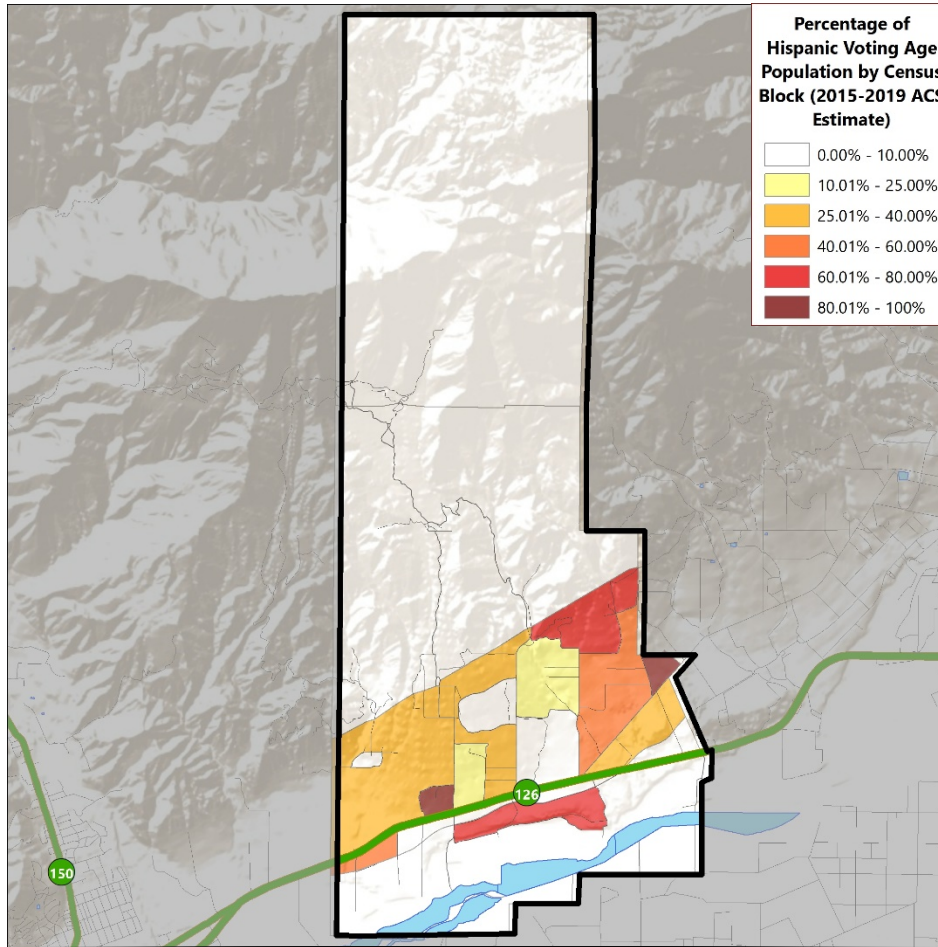 Percentage of
Hispanic Voting Age
Population by Census
Block (2015-2019 ACS
Estimate)
0.00% - 10.00%
10.01% - 25.00%
25.01% - 40.00%
40.01% - 60.00%
60.01% - 80.00%
80.01% - 100%
126
150